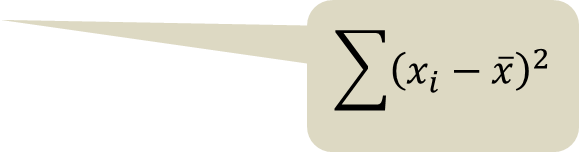 ∑(xᵢ − x̄)²